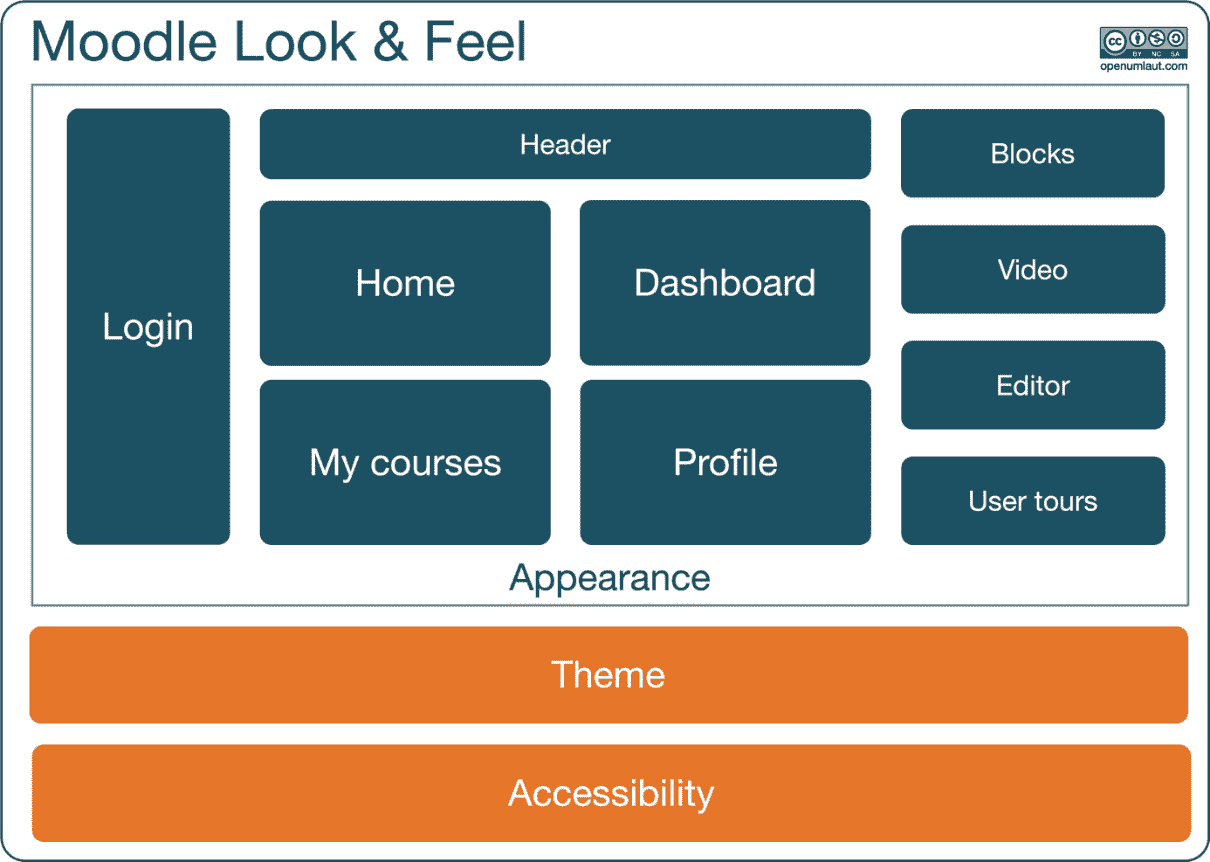 Moodle Look & Feel
cc
BY NC SA
openumlaut.com
Login
Header
Home
Dashboard
My courses
Profile
Blocks
Video
Editor
User tours
Appearance
Theme
Accessibility